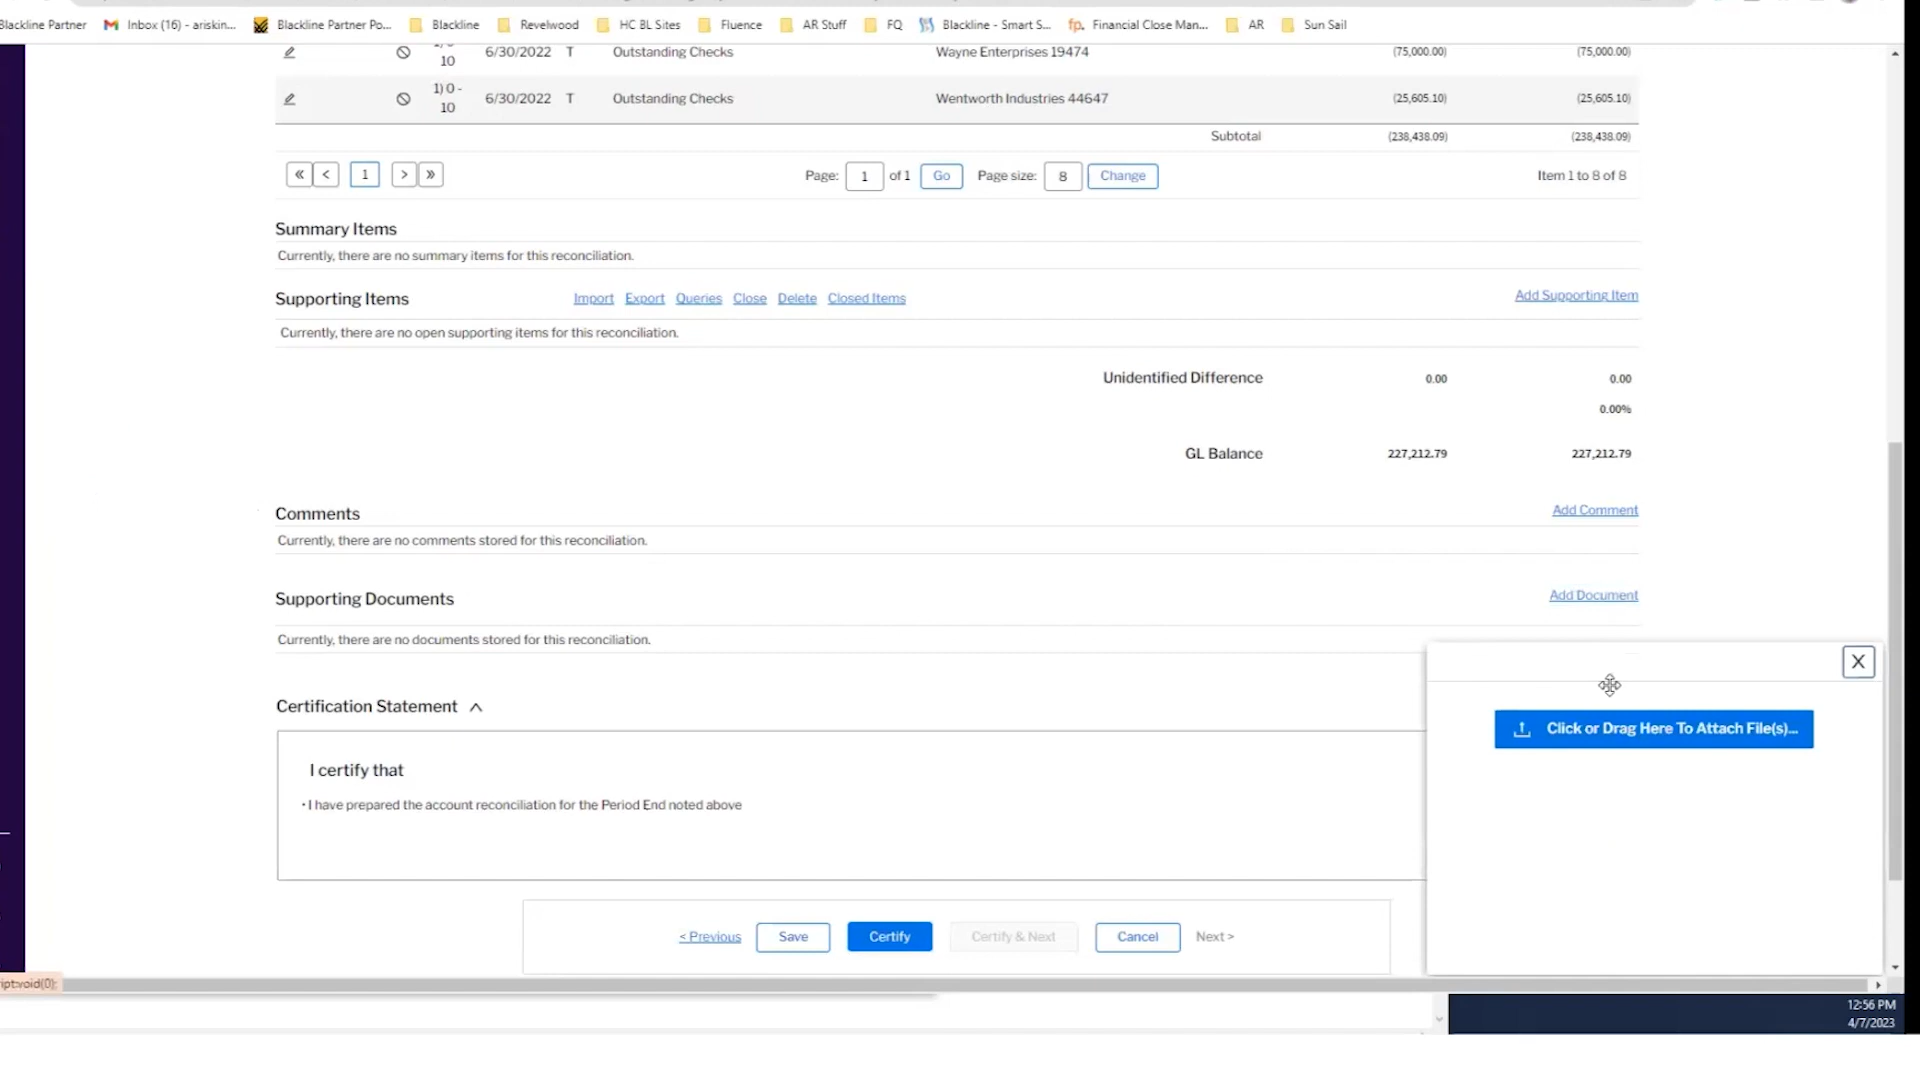 Blackline Partner Inbox (16) - ariskin... Blackline Partner Po... Blackline Revelwood HC BL Sites Fluence AR Stuff FQ Blackline - Smart S... Financial Close Man... AR Sun Sail
10 6/30/2022 T Outstanding Checks Wayne Enterprises 19474 (75,000.00) (75,000.00)
1) 0 -
10 6/30/2022 T Outstanding Checks Wentworth Industries 44647 (25,605.10) (25,605.10)
Subtotal (238,438.09) (238,438.09)
« < 1 > » Page: 1 of 1 Go Page size: 8 Change Item 1 to 8 of 8
Summary Items
Currently, there are no summary items for this reconciliation.
Supporting Items Import Export Queries Close Delete Closed Items Add Supporting Item
Currently, there are no open supporting items for this reconciliation.
Unidentified Difference 0.00 0.00
0.00%
GL Balance 227,212.79 227,212.79
Comments Add Comment
Currently, there are no comments stored for this reconciliation.
Supporting Documents Add Document
Currently, there are no documents stored for this reconciliation.
X
Certification Statement
Click or Drag Here To Attach File(s)...
I certify that
• I have prepared the account reconciliation for the Period End noted above
< Previous Save Certify Certify & Next Cancel Next >
ript:void(0);
12:56 PM
4/7/2023